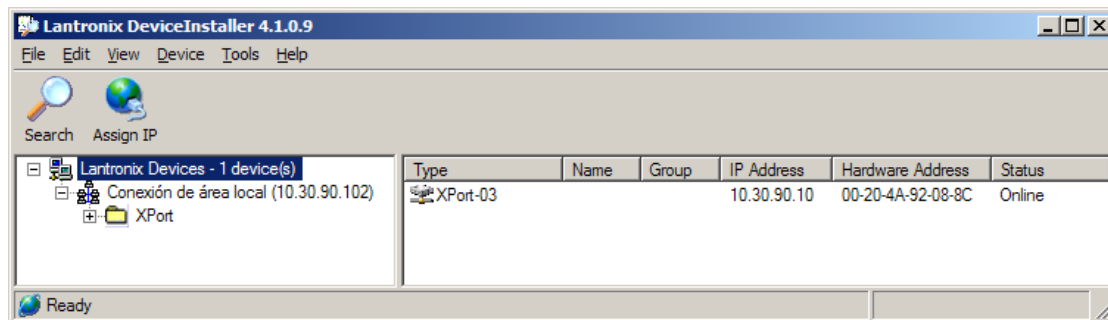 Lantronix DeviceInstaller 4.1.0.9
File Edit View Device Tools Help
Search Assign IP
Lantronix Devices - 1 device(s)
Conexión de área local (10.30.90.102)
XPort
Type Name Group IP Address Hardware Address Status
XPort-03 10.30.90.10 00-20-4A-92-08-8C Online
Ready